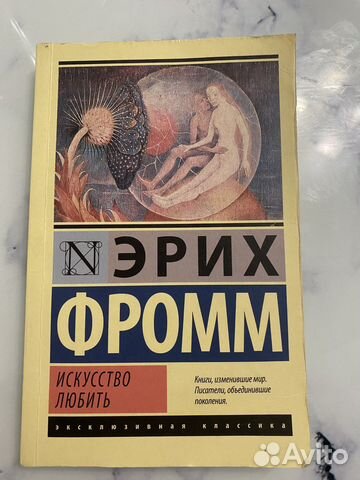 N
ЭРИХ
ФРОММ
ИСКУССТВО
ЛЮБИТЬ
Книги, изменившие мир.
Писатели, объединившие
поколения.
эксклюзивная классика
Avito